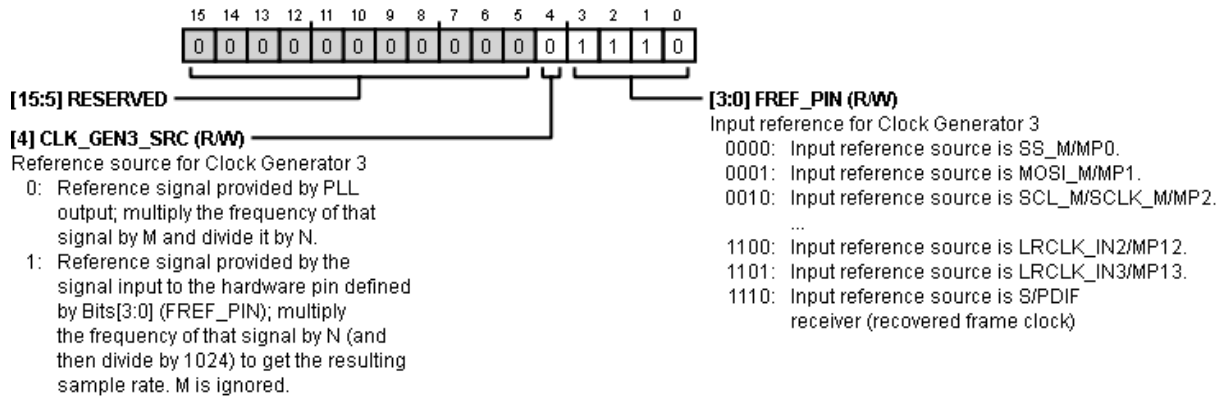 15 14 13 12 11 10 9 8 7 6 5 4 3 2 1 0
0 0 0 0 0 0 0 0 0 0 0 0 1 1 1 0
[15:5] RESERVED
[4] CLK_GEN3_SRC (R/W)
Reference source for Clock Generator 3
0: Reference signal provided by PLL
output; multiply the frequency of that
signal by M and divide it by N.
1: Reference signal provided by the
signal input to the hardware pin defined
by Bits[3:0] (FREF_PIN); multiply
the frequency of that signal by N (and
then divide by 1024) to get the resulting
sample rate. M is ignored.
[3:0] FREF_PIN (R/W)
Input reference for Clock Generator 3
0000: Input reference source is SS_M/MP0.
0001: Input reference source is MOSI_M/MP1.
0010: Input reference source is SCL_M/SCLK_M/MP2.
...
1100: Input reference source is LRCLK_IN2/MP12.
1101: Input reference source is LRCLK_IN3/MP13.
1110: Input reference source is S/PDIF
receiver (recovered frame clock)